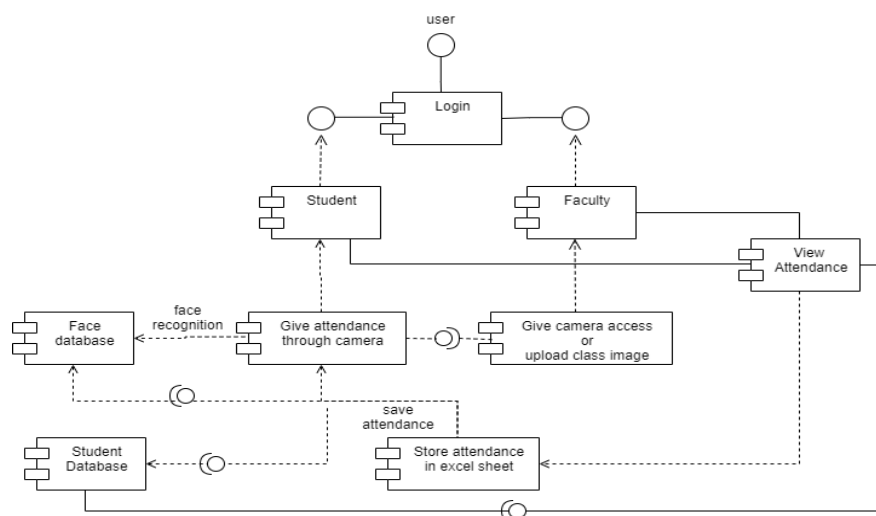 user
Login
Student
Faculty
View
Attendance
face
recognition
Face
database
Give attendance
through camera
Give camera access
or
upload class image
save
attendance
Student
Database
Store attendance
in excel sheet